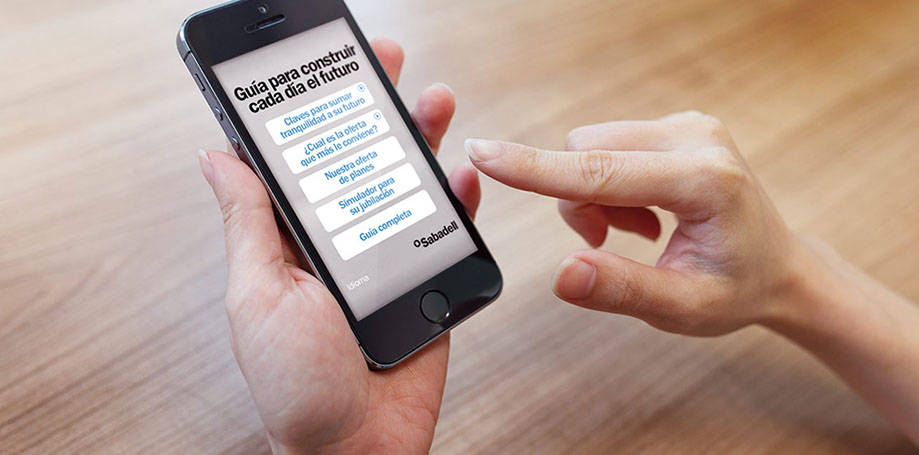 Guía para construir
cada día el futuro
Claves para sumar
tranquilidad a su futuro
¿Cuál es la oferta
que más le conviene?
Nuestra oferta
de planes
Simulador para
su jubilación
Guía completa
Sabadell
Idioma